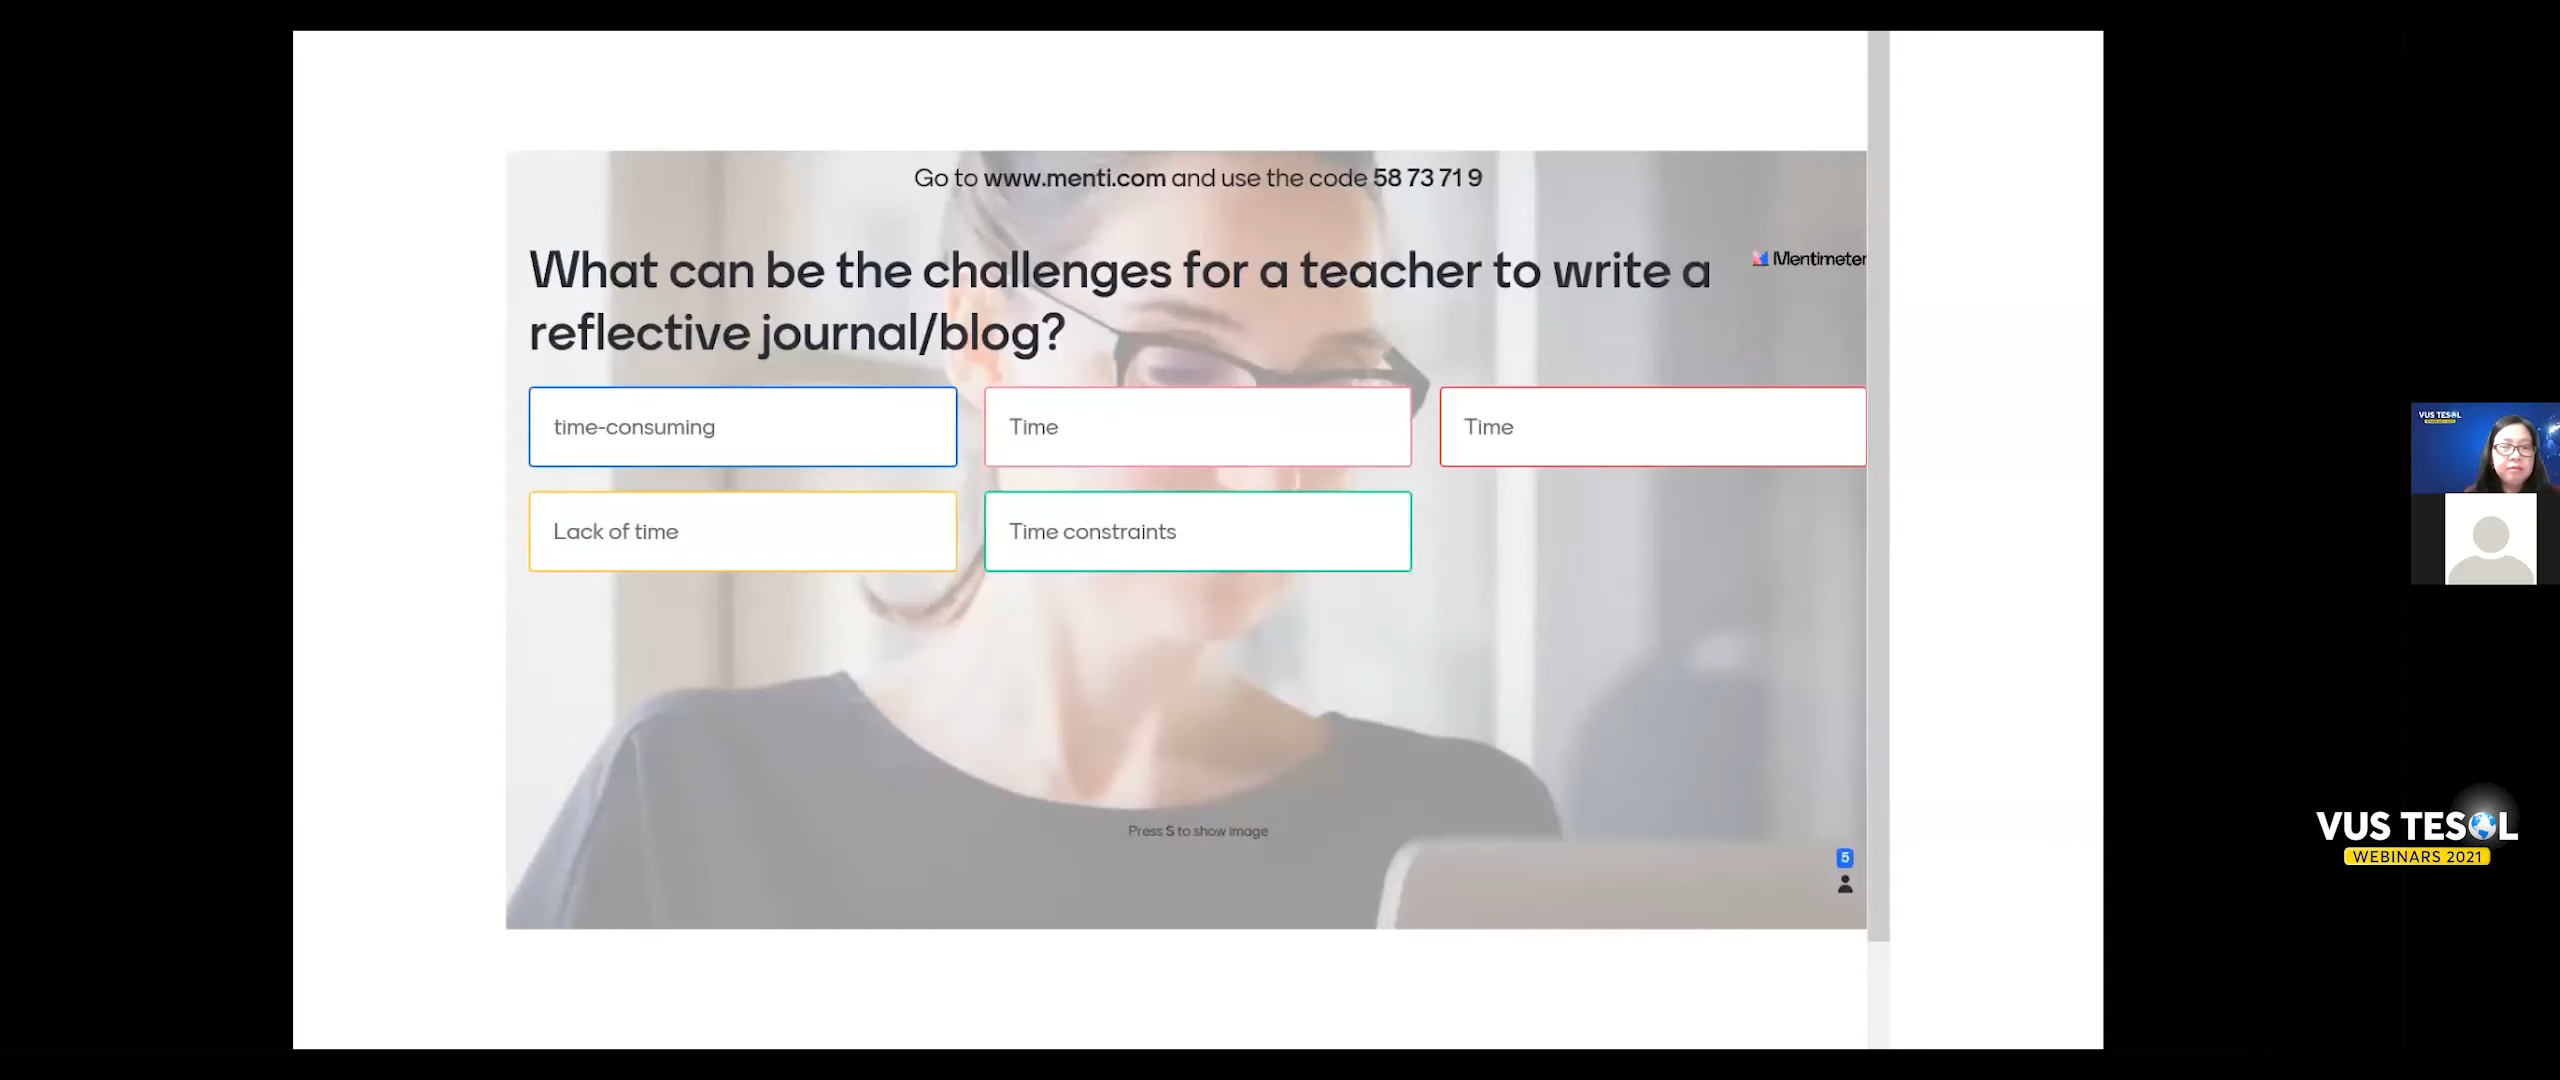 Go to www.menti.com and use the code 58 73 71 9
What can be the challenges for a teacher to write a
reflective journal/blog?
Mentimeter
time-consuming
Time
Time
Lack of time
Time constraints
Press S to show image
5
VUS TESOL
VUS TESOL
WEBINARS 2021